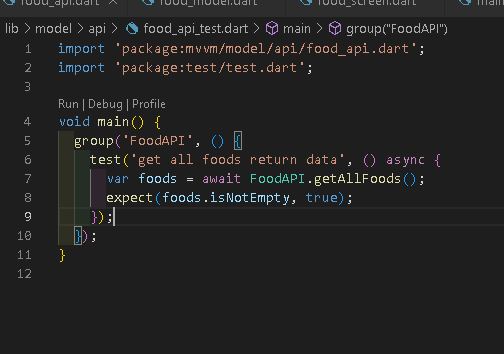 food_api.dart food_model.dart food_screen.dart
lib > model > api > food_api_test.dart > main > group("FoodAPI")
1 import 'package:mvvm/model/api/food_api.dart';
2 import 'package:test/test.dart';
3
Run | Debug | Profile
4 void main() {
5 group('FoodAPI', () {
6 test('get all foods return data', () async {
7 var foods = await FoodAPI.getAllFoods();
8 expect(foods.isNotEmpty, true);
9 });
10 });
11 }
12